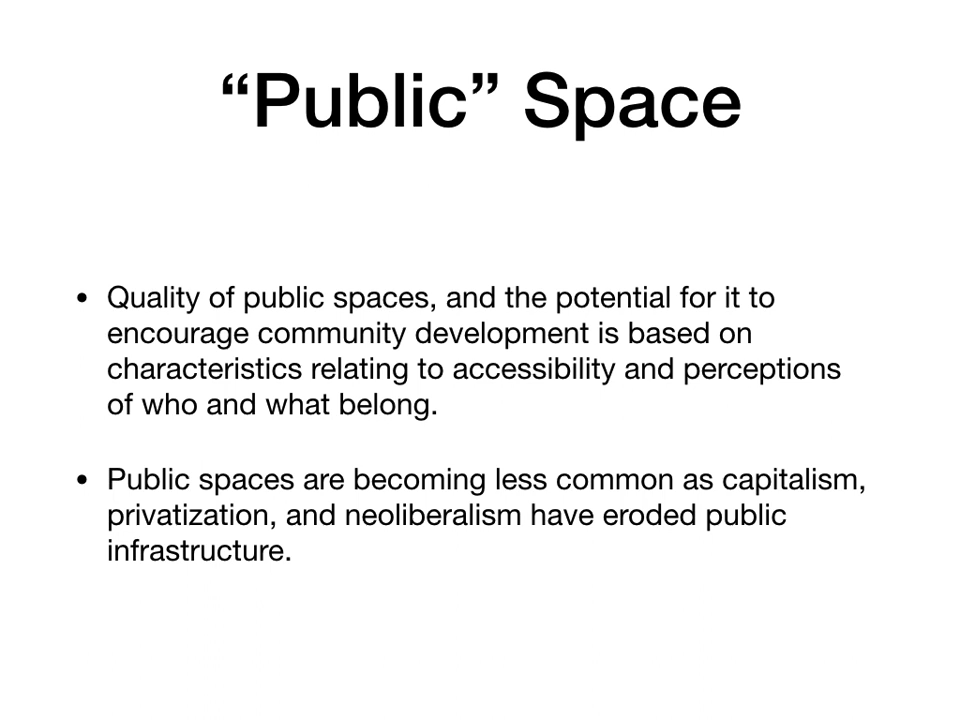 “Public” Space
• Quality of public spaces, and the potential for it to
encourage community development is based on
characteristics relating to accessibility and perceptions
of who and what belong.
• Public spaces are becoming less common as capitalism,
privatization, and neoliberalism have eroded public
infrastructure.